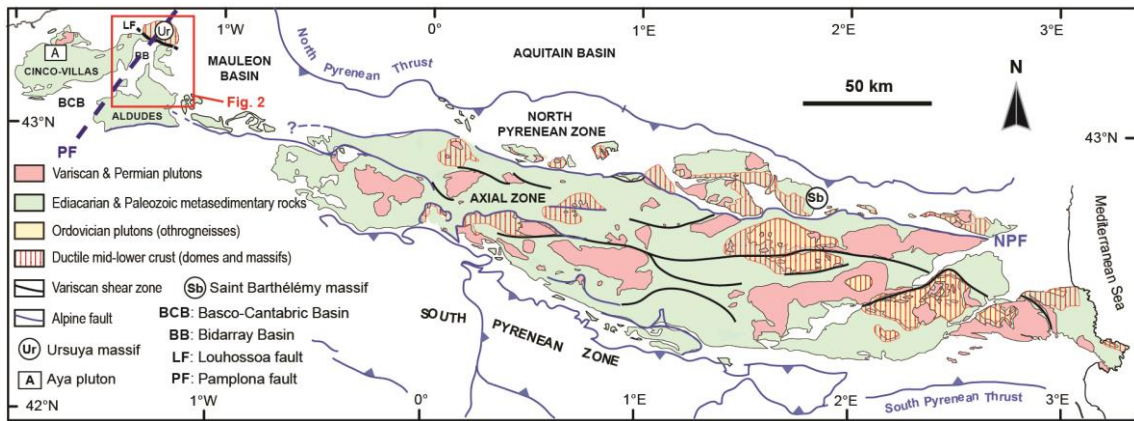 1°W
0°
1°E
2°E
3°E
LF
Ur
A
BB
CINCO-VILLAS
MAULEON
BASIN
Fig. 2
BCB
ALDUDES
43°N
PF
North Pyrenean Thrust
AQUITAIN BASIN
50 km
N
43°N
NORTH
PYRENEAN ZONE
?
AXIAL ZONE
Sb
NPF
Mediterranean Sea
SOUTH
PYRENEAN ZONE
South Pyrenean Thrust
Variscan & Permian plutons
Ediacarian & Paleozoic metasedimentary rocks
Ordovician plutons (othrogneisses)
Ductile mid-lower crust (domes and massifs)
Variscan shear zone
Sb Saint Barthélémy massif
Alpine fault
BCB: Basco-Cantabric Basin
BB: Bidarray Basin
Ur Ursuya massif
LF: Louhossoa fault
A Aya pluton
PF: Pamplona fault
42°N
1°W
0°
1°E
2°E
3°E